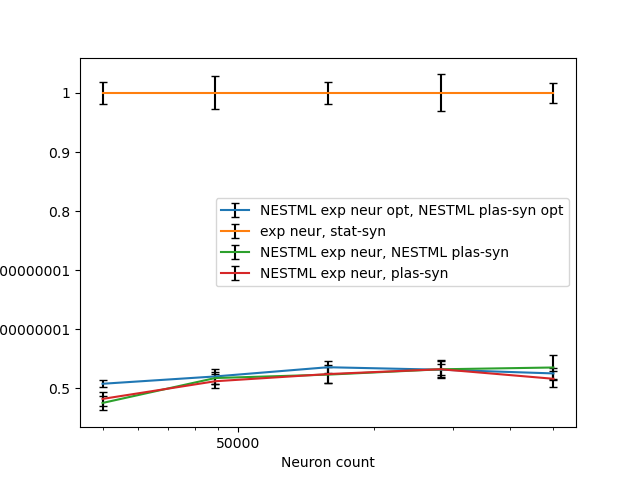 1
0.9
0.8
00000001
00000001
0.5
NESTML exp neur opt, NESTML plas-syn opt
exp neur, stat-syn
NESTML exp neur, NESTML plas-syn
NESTML exp neur, plas-syn
50000
Neuron count